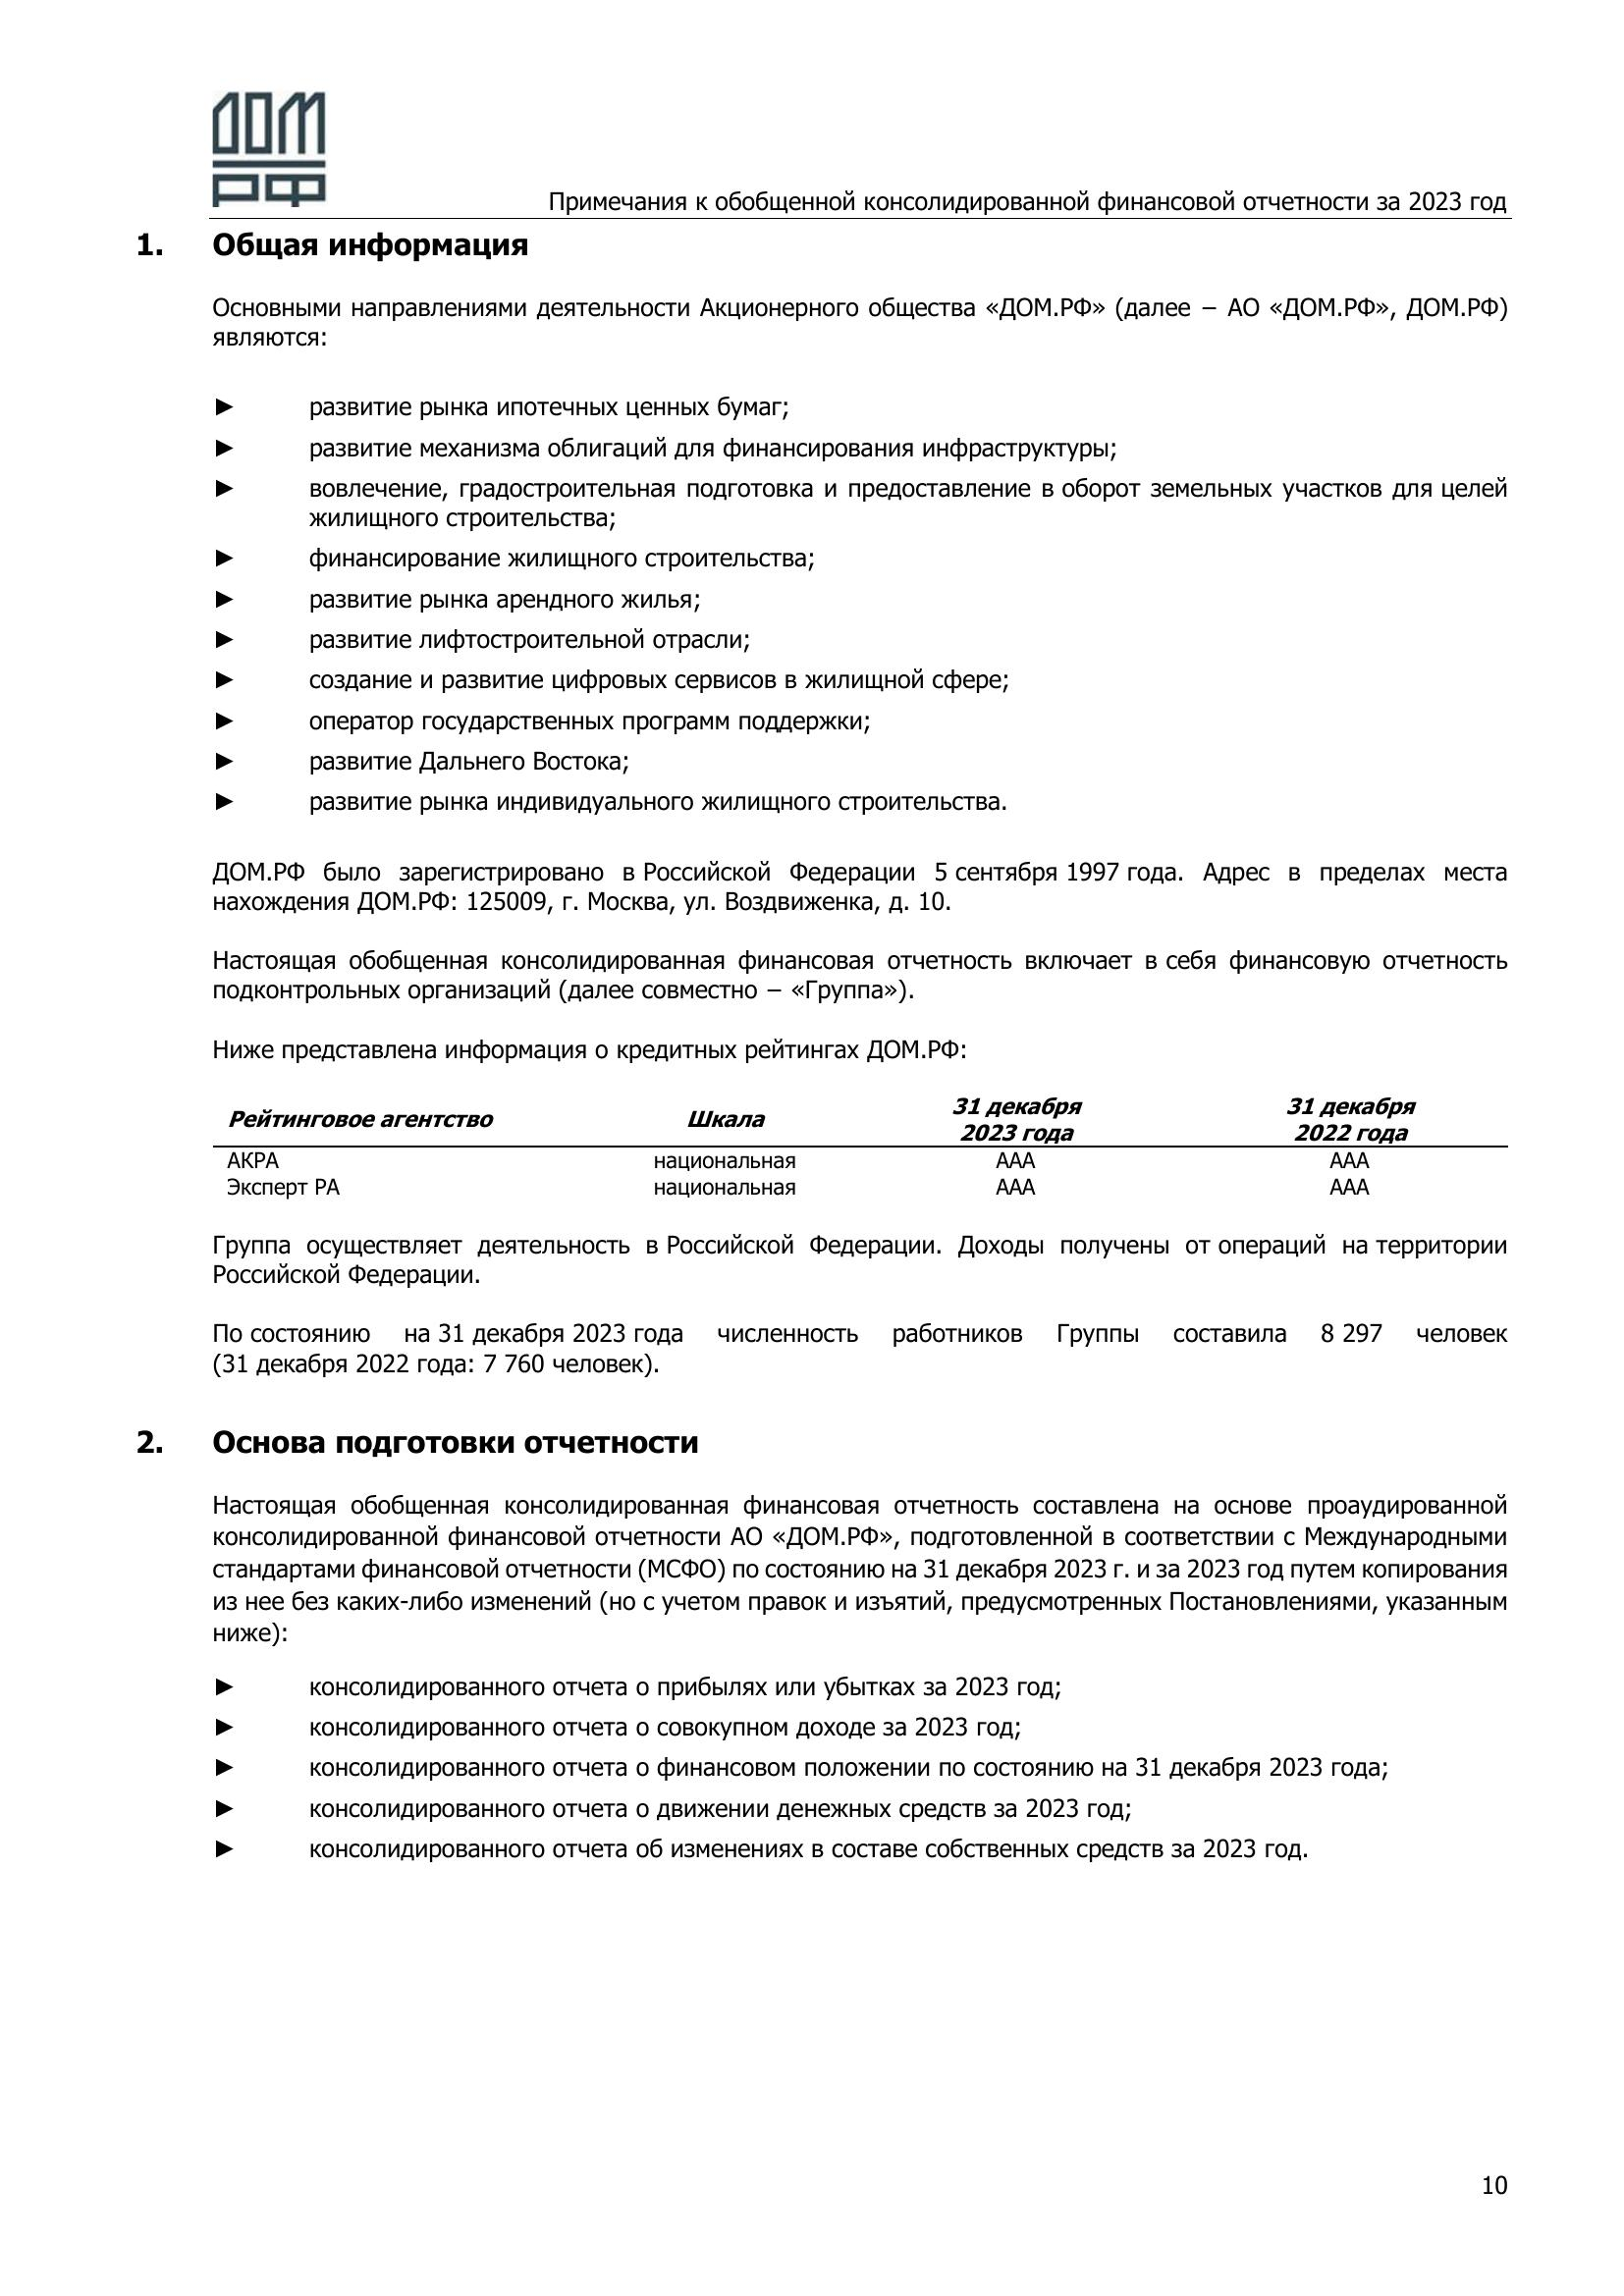 ДОМ
РФ
Примечания к обобщенной консолидированной финансовой отчетности за 2023 год
1. Общая информация
Основными направлениями деятельности Акционерного общества «ДОМ.РФ» (далее – АО «ДОМ.РФ», ДОМ.РФ)
являются:
► развитие рынка ипотечных ценных бумаг;
► развитие механизма облигаций для финансирования инфраструктуры;
► вовлечение, градостроительная подготовка и предоставление в оборот земельных участков для целей
жилищного строительства;
► финансирование жилищного строительства;
► развитие рынка арендного жилья;
► развитие лифтостроительной отрасли;
► создание и развитие цифровых сервисов в жилищной сфере;
► оператор государственных программ поддержки;
► развитие Дальнего Востока;
► развитие рынка индивидуального жилищного строительства.
ДОМ.РФ было зарегистрировано в Российской Федерации 5 сентября 1997 года. Адрес в пределах места
нахождения ДОМ.РФ: 125009, г. Москва, ул. Воздвиженка, д. 10.
Настоящая обобщенная консолидированная финансовая отчетность включает в себя финансовую отчетность
подконтрольных организаций (далее совместно – «Группа»).
Ниже представлена информация о кредитных рейтингах ДОМ.РФ:
Рейтинговое агентство Шкала 31 декабря 2023 года 31 декабря 2022 года
АКРА национальная ААА ААА
Эксперт РА национальная ААА ААА
Группа осуществляет деятельность в Российской Федерации. Доходы получены от операций на территории
Российской Федерации.
По состоянию на 31 декабря 2023 года численность работников Группы составила 8 297 человек
(31 декабря 2022 года: 7 760 человек).
2. Основа подготовки отчетности
Настоящая обобщенная консолидированная финансовая отчетность составлена на основе проаудированной
консолидированной финансовой отчетности АО «ДОМ.РФ», подготовленной в соответствии с Международными
стандартами финансовой отчетности (МСФО) по состоянию на 31 декабря 2023 г. и за 2023 год путем копирования
из нее без каких-либо изменений (но с учетом правок и изъятий, предусмотренных Постановлениями, указанным
ниже):
► консолидированного отчета о прибылях или убытках за 2023 год;
► консолидированного отчета о совокупном доходе за 2023 год;
► консолидированного отчета о финансовом положении по состоянию на 31 декабря 2023 года;
► консолидированного отчета о движении денежных средств за 2023 год;
► консолидированного отчета об изменениях в составе собственных средств за 2023 год.
10